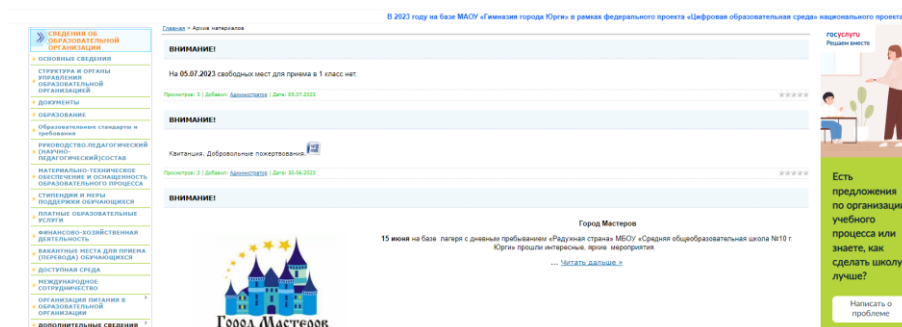 В 2023 году на базе МАОУ «Гимназия города Юрги» в рамках федерального проекта «Цифровая образовательная среда» национального проекта
СВЕДЕНИЯ ОБ
ОБРАЗОВАТЕЛЬНОЙ
ОРГАНИЗАЦИИ
ОСНОВНЫЕ СВЕДЕНИЯ
СТРУКТУРА И ОРГАНЫ
УПРАВЛЕНИЯ
ОБРАЗОВАТЕЛЬНОЙ
ОРГАНИЗАЦИЕЙ
ДОКУМЕНТЫ
ОБРАЗОВАНИЕ
Образовательные стандарты и
требования
РУКОВОДСТВО.ПЕДАГОГИЧЕСКИЙ
(НАУЧНО-
ПЕДАГОГИЧЕСКИЙ)СОСТАВ
МАТЕРИАЛЬНО-ТЕХНИЧЕСКОЕ
ОБЕСПЕЧЕНИЕ И ОСНАЩЕННОСТЬ
ОБРАЗОВАТЕЛЬНОГО ПРОЦЕССА
СТИПЕНДИИ И МЕРЫ
ПОДДЕРЖКИ ОБУЧАЮЩИХСЯ
ПЛАТНЫЕ ОБРАЗОВАТЕЛЬНЫЕ
УСЛУГИ
ФИНАНСОВО-ХОЗЯЙСТВЕННАЯ
ДЕЯТЕЛЬНОСТЬ
ВАКАНТНЫЕ МЕСТА ДЛЯ ПРИЕМА
(ПЕРЕВОДА) ОБУЧАЮЩИХСЯ
ДОСТУПНАЯ СРЕДА
МЕЖДУНАРОДНОЕ
СОТРУДНИЧЕСТВО
ОРГАНИЗАЦИЯ ПИТАНИЯ В
ОБРАЗОВАТЕЛЬНОЙ
ОРГАНИЗАЦИИ
ДОПОЛНИТЕЛЬНЫЕ СВЕДЕНИЯ
Главная » Архив материалов
ВНИМАНИЕ!
На 05.07.2023 свободных мест для приема в 1 класс нет.
Просмотров: 5 | Добавил: Администратор | Дата: 05.07.2023
ВНИМАНИЕ!
Квитанция. Добровольные пожертвования.
Просмотров: 3 | Добавил: Администратор | Дата: 30.06.2023
ВНИМАНИЕ!
Город Мастеров
15 июня на базе лагеря с дневным пребыванием «Радужная страна» МБОУ «Средняя общеобразовательная школа №10 г.
Юрги» прошли интересные, яркие мероприятия.
... Читать дальше »
Город Мастеров
госуслуги
Решаем вместе
Есть
предложения
по организации
учебного
процесса или
знаете, как
сделать школу
лучше?
Написать о
проблеме